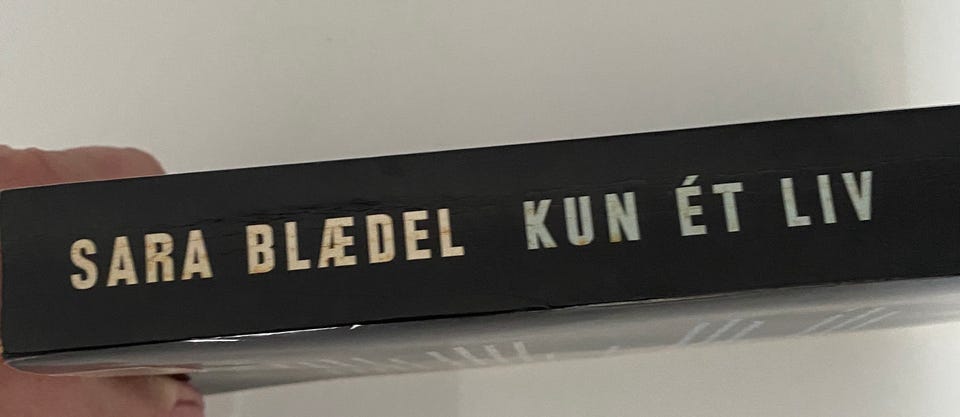 SARA BLÆDEL KUN ÉT LIV